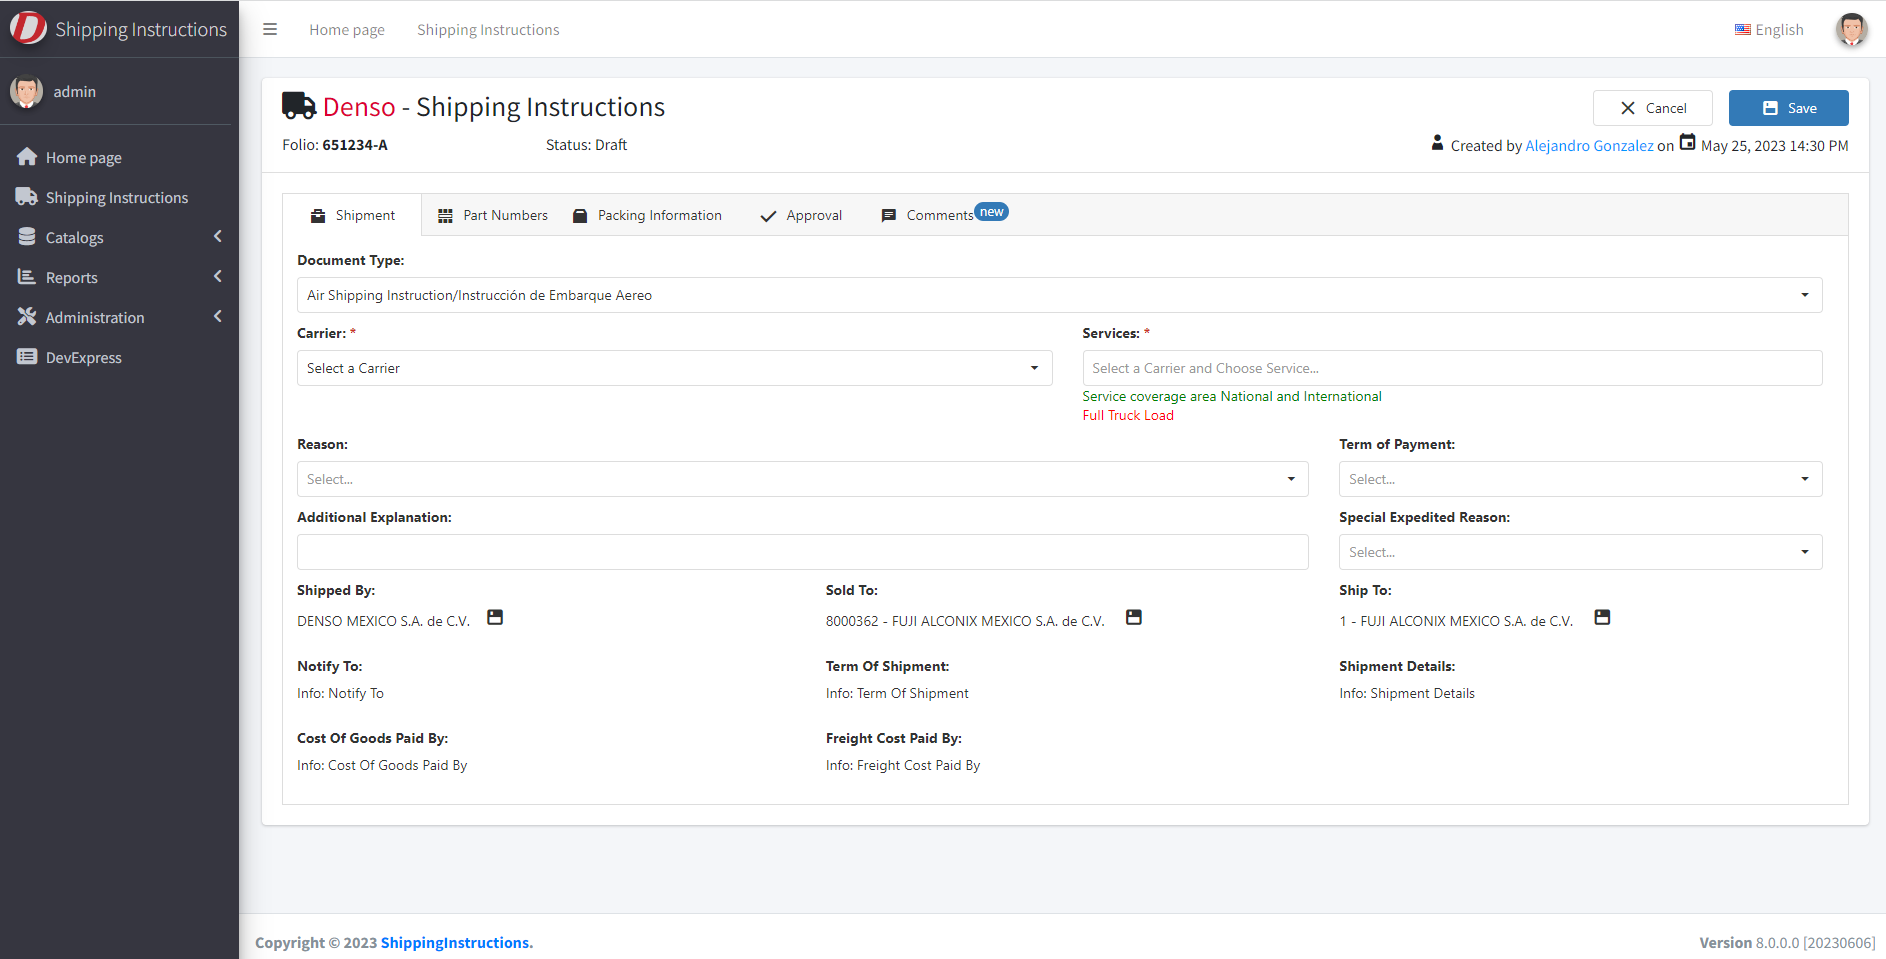 Shipping Instructions
admin
Home page
Shipping Instructions
Catalogs
Reports
Administration
DevExpress
Home page Shipping Instructions English
Denso - Shipping Instructions
Cancel Save
Folio: 651234-A Status: Draft Created by Alejandro Gonzalez on May 25, 2023 14:30 PM
Shipment Part Numbers Packing Information Approval Comments new
Document Type:
Air Shipping Instruction/Instrucción de Embarque Aereo
Carrier: * Services: *
Select a Carrier Select a Carrier and Choose Service...
Service coverage area National and International
Full Truck Load
Reason: Term of Payment:
Select... Select...
Additional Explanation: Special Expedited Reason:
Select...
Shipped By: Sold To: Ship To:
DENSO MEXICO S.A. de C.V. 8000362 - FUJI ALCONIX MEXICO S.A. de C.V. 1 - FUJI ALCONIX MEXICO S.A. de C.V.
Notify To: Term Of Shipment: Shipment Details:
Info: Notify To Info: Term Of Shipment Info: Shipment Details
Cost Of Goods Paid By: Freight Cost Paid By:
Info: Cost Of Goods Paid By Info: Freight Cost Paid By
Copyright © 2023 ShippingInstructions. Version 8.0.0.0 [20230606]